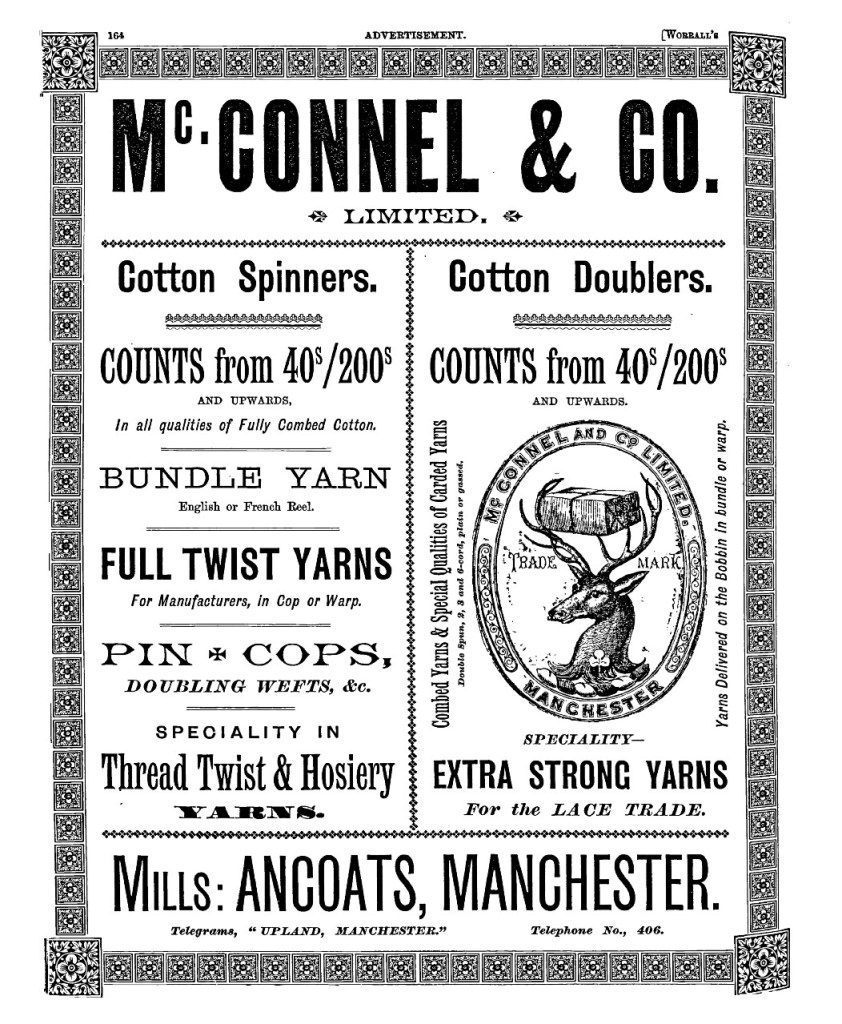 164
ADVERTISEMENT.
[WORRALL'S
Mc. CONNEL & CO.
LIMITED.
Cotton Spinners.
COUNTS from 40s/200s
AND UPWARDS,
In all qualities of Fully Combed Cotton.
BUNDLE YARN
English or French Reel.
FULL TWIST YARNS
For Manufacturers, in Cop or Warp.
PIN COPS,
DOUBLING WEFTS, &c.
SPECIALITY IN
Thread Twist & Hosiery
YARNS.
Cotton Doublers.
COUNTS from 40s/200s
AND UPWARDS.
Combed Yarns & Special Qualities of Carded Yarns
Double Spun, 2, 3 and 6-cord, plain or gassed.
Mc CONNEL AND Co LIMITED.
TRADE MARK
MANCHESTER
Yarns Delivered on the Bobbin in bundle or warp.
SPECIALITY—
EXTRA STRONG YARNS
For the LACE TRADE.
MILLS: ANCOATS, MANCHESTER.
Telegrams, "UPLAND, MANCHESTER."
Telephone No., 406.